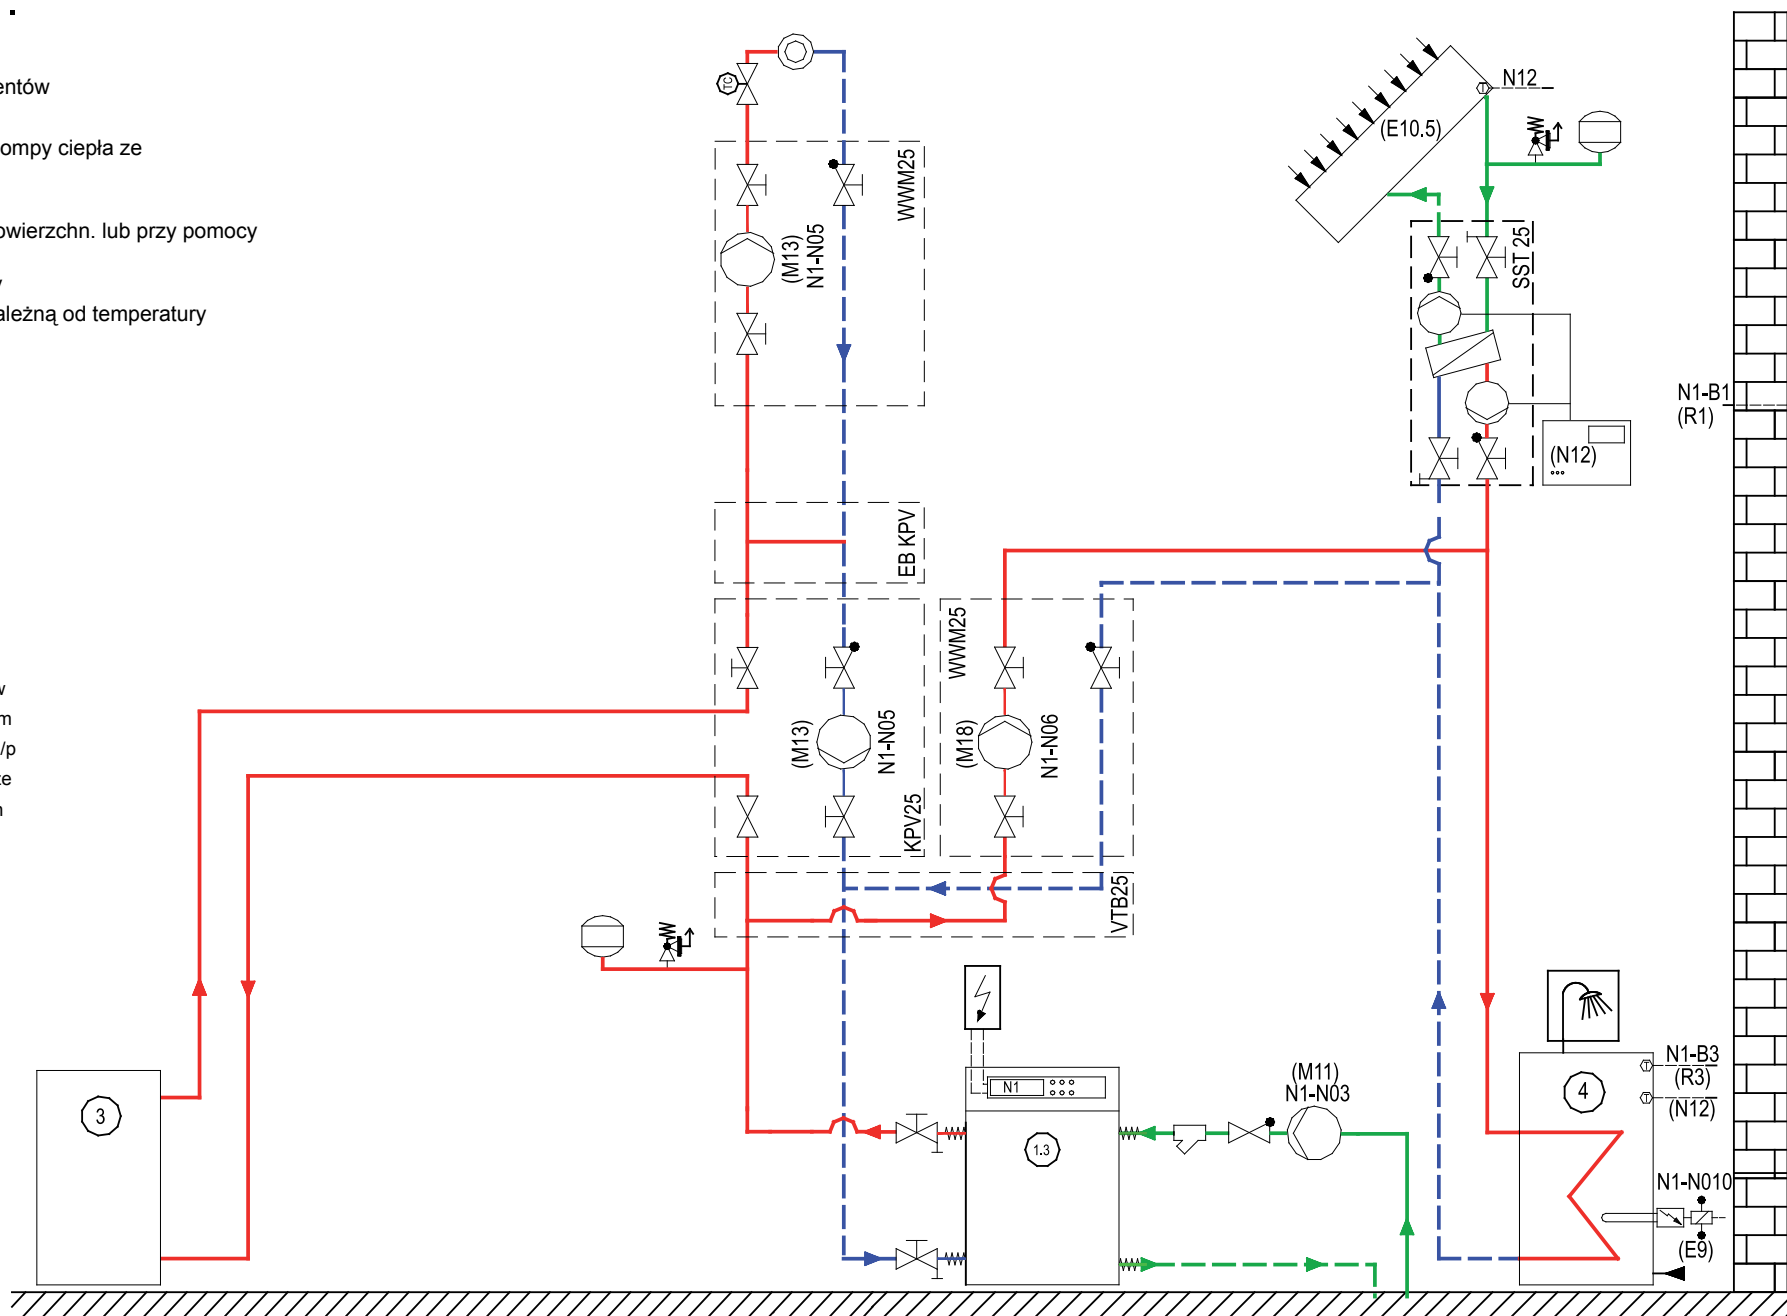 entów
ompy ciepła ze
owierzchn. lub przy pomocy
y
ależną od temperatury
w
m
/p
że
h
TC
WWM25
(M13)
N1-N05
EB KPV
(M13)
N1-N05
KPV25
WWM25
(M18)
N1-N06
VTB25
N12
(E10.5)
SST 25
(N12)
N1-B1
(R1)
3
N1
1.3
(M11)
N1-N03
4
N1-B3
(R3)
(N12)
N1-N010
(E9)